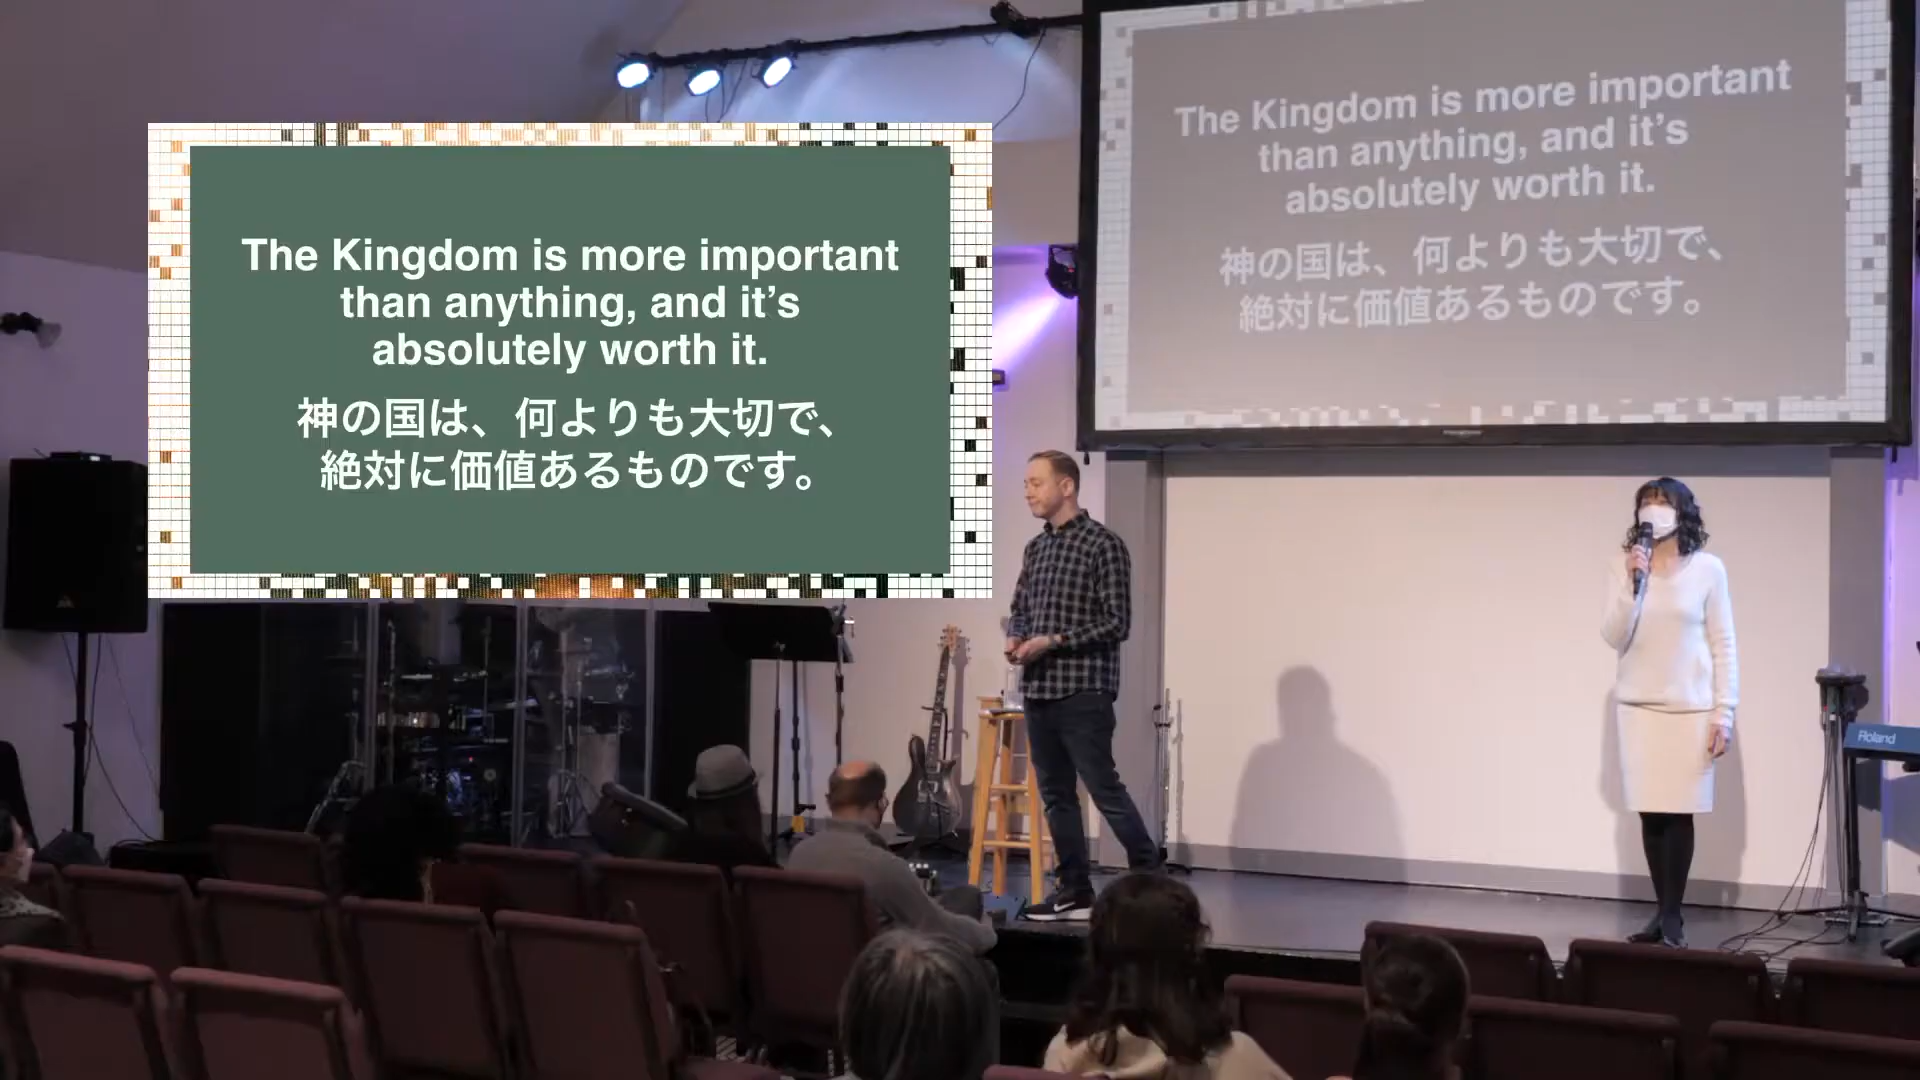 The Kingdom is more important
than anything, and it's
absolutely worth it.
神の国は、何よりも大切で、
絶対に価値あるものです。
The Kingdom is more important
than anything, and it's
absolutely worth it.
神の国は、何よりも大切で、
絶対に価値あるものです。
Roland